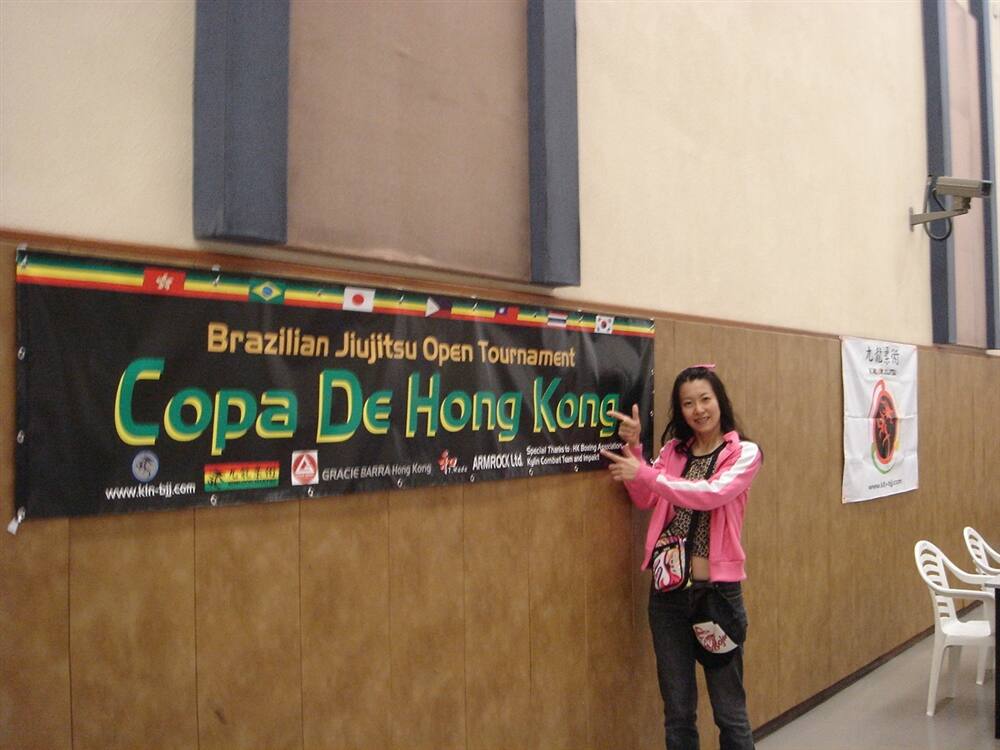 Brazilian Jiujitsu Open Tournament
Copa De Hong Kong
www.kln-bjj.com
GRACIE BARRA Hong Kong
ARMROCK Ltd.
Special Thanks to : HK Boxing Association,
Kylin Combat Team and Impakt
九龍柔術
www.kln-bjj.com